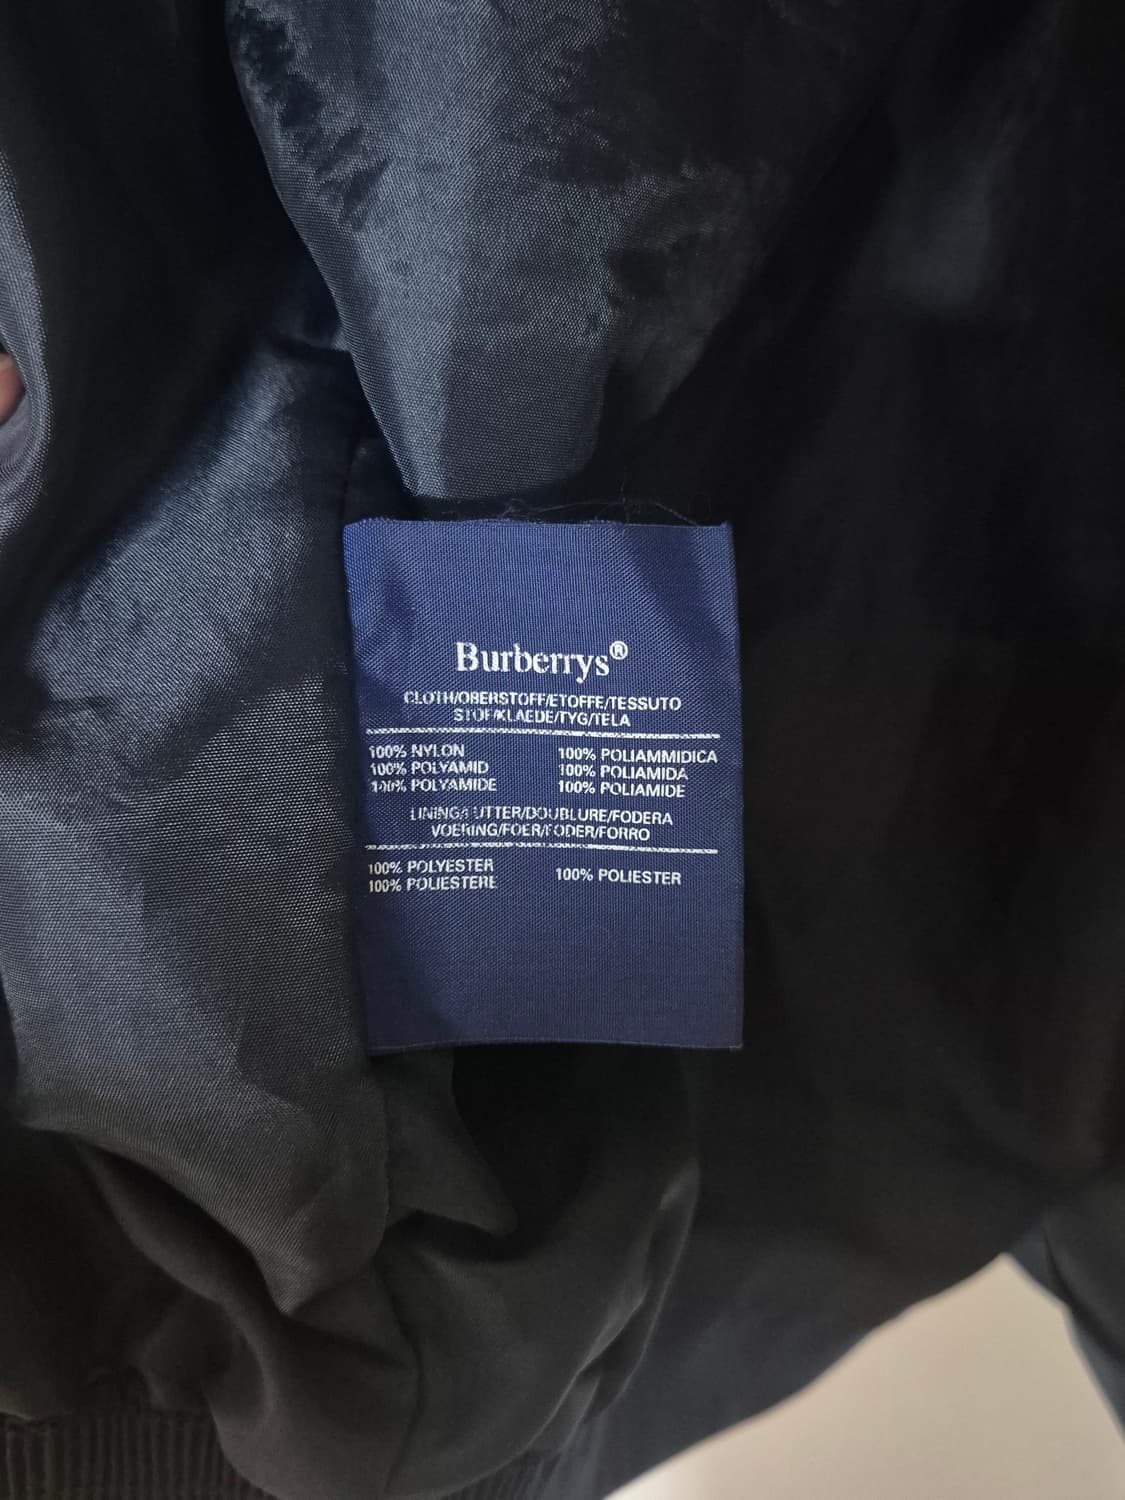 Burberrys®
CLOTH/OBERSTOFF/ETOFFE/TESSUTO
STOF/KLAEDE/TYG/TELA
100% NYLON 100% POLIAMMIDICA
100% POLYAMID 100% POLIAMIDA
100% POLYAMIDE 100% POLIAMIDE
LINING/FUTTER/DOUBLURE/FODERA
VOERING/FOER/FODER/FORRO
100% POLYESTER 100% POLIESTER
100% POLIESTERE